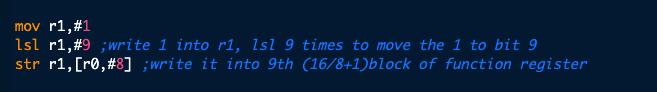 mov r1,#1
lsl r1,#9 ;write 1 into r1, lsl 9 times to move the 1 to bit 9
str r1,[r0,#8] ;write it into 9th (16/8+1)block of function register